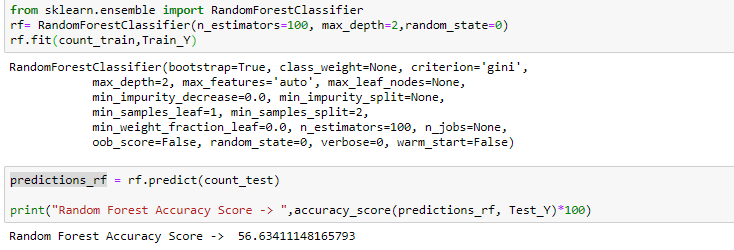 from sklearn.ensemble import RandomForestClassifier
rf= RandomForestClassifier(n_estimators=100, max_depth=2,random_state=0)
rf.fit(count_train,Train_Y)
RandomForestClassifier(bootstrap=True, class_weight=None, criterion='gini',
            max_depth=2, max_features='auto', max_leaf_nodes=None,
            min_impurity_decrease=0.0, min_impurity_split=None,
            min_samples_leaf=1, min_samples_split=2,
            min_weight_fraction_leaf=0.0, n_estimators=100, n_jobs=None,
            oob_score=False, random_state=0, verbose=0, warm_start=False)
predictions_rf = rf.predict(count_test)
print("Random Forest Accuracy Score -> ",accuracy_score(predictions_rf, Test_Y)*100)
Random Forest Accuracy Score ->  56.63411148165793